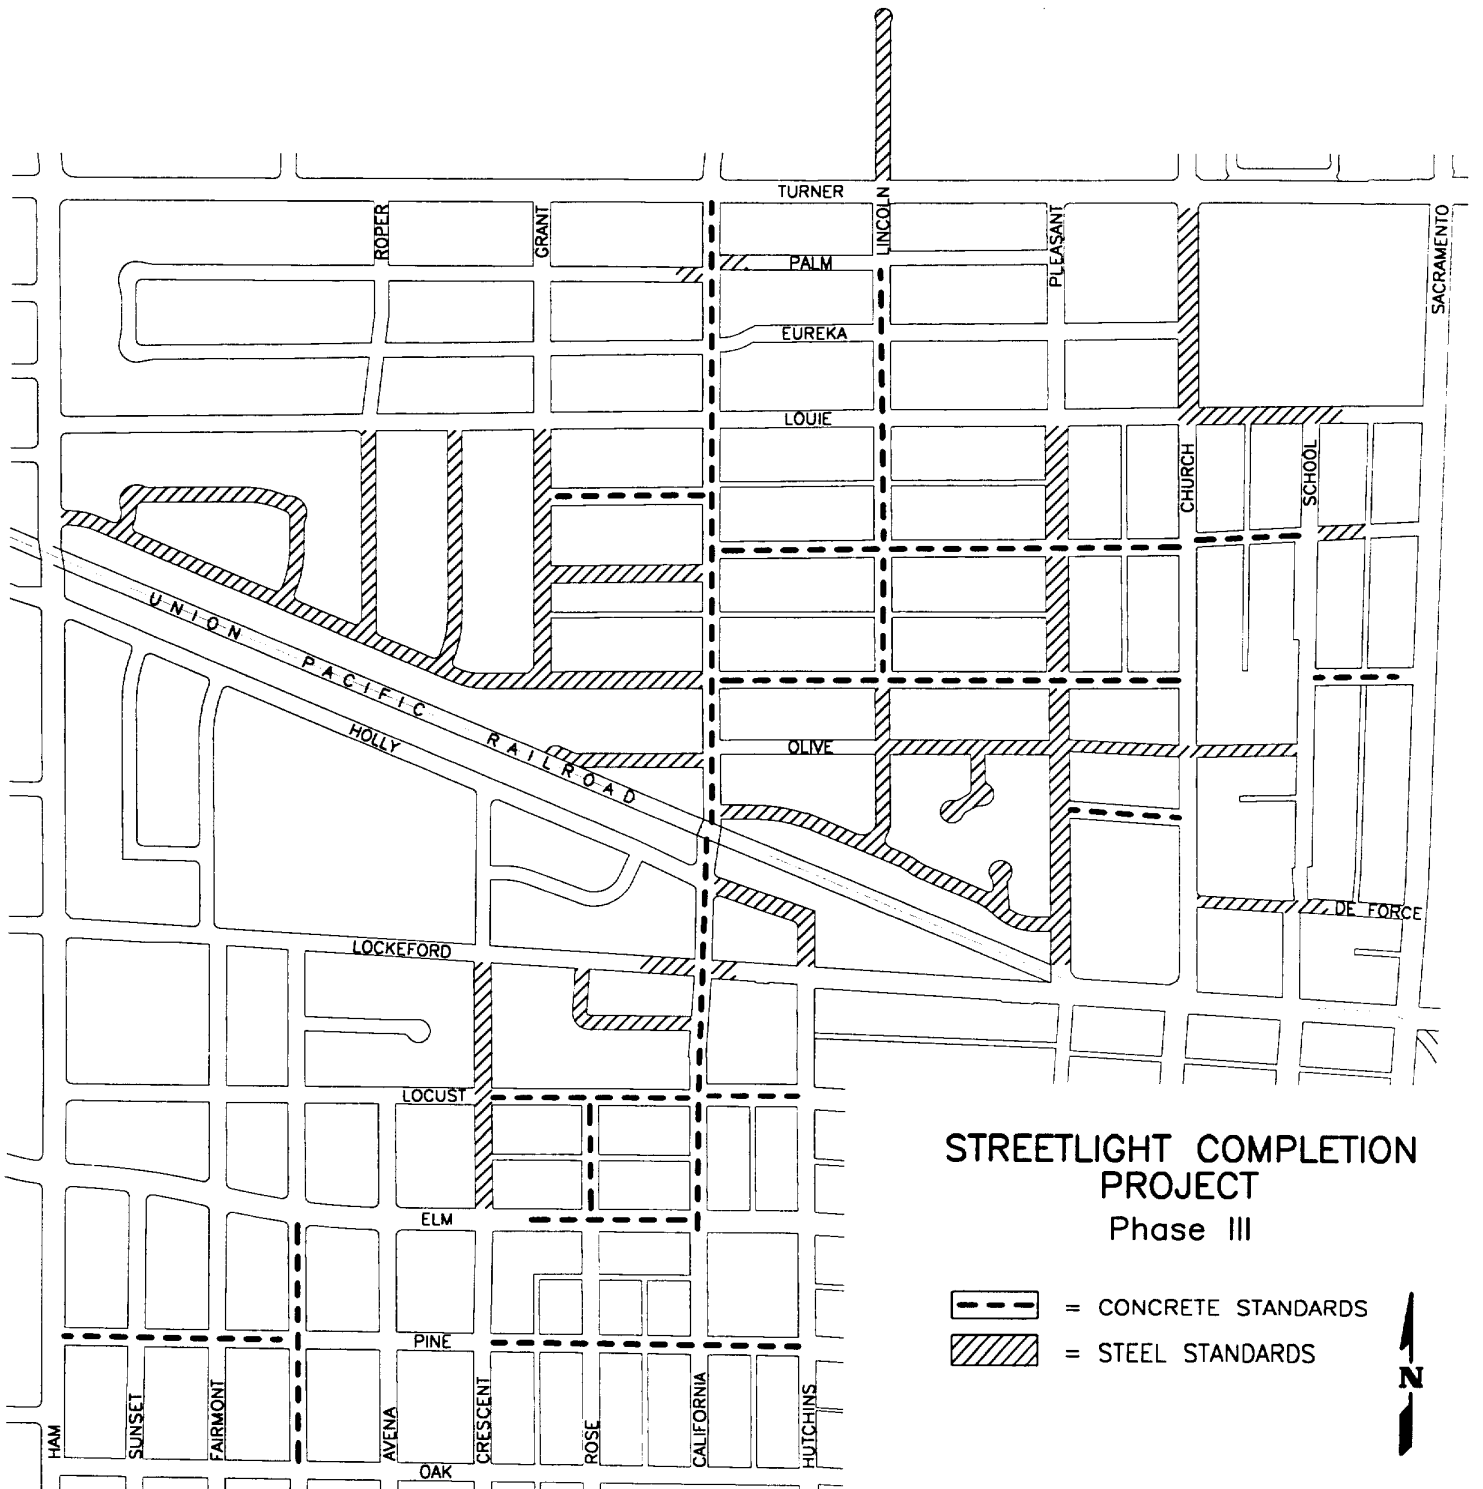 TURNER
LINCOLN
ROPER
GRANT
PLEASANT
SACRAMENTO
PALM
EUREKA
LOUIE
CHURCH
SCHOOL
UNION PACIFIC RAILROAD
HOLLY
OLIVE
DE FORCE
LOCKEFORD
LOCUST
ELM
PINE
HAM
SUNSET
FAIRMONT
AVENA
CRESCENT
ROSE
CALIFORNIA
HUTCHINS
OAK
STREETLIGHT COMPLETION
PROJECT
Phase III
= CONCRETE STANDARDS
= STEEL STANDARDS
N